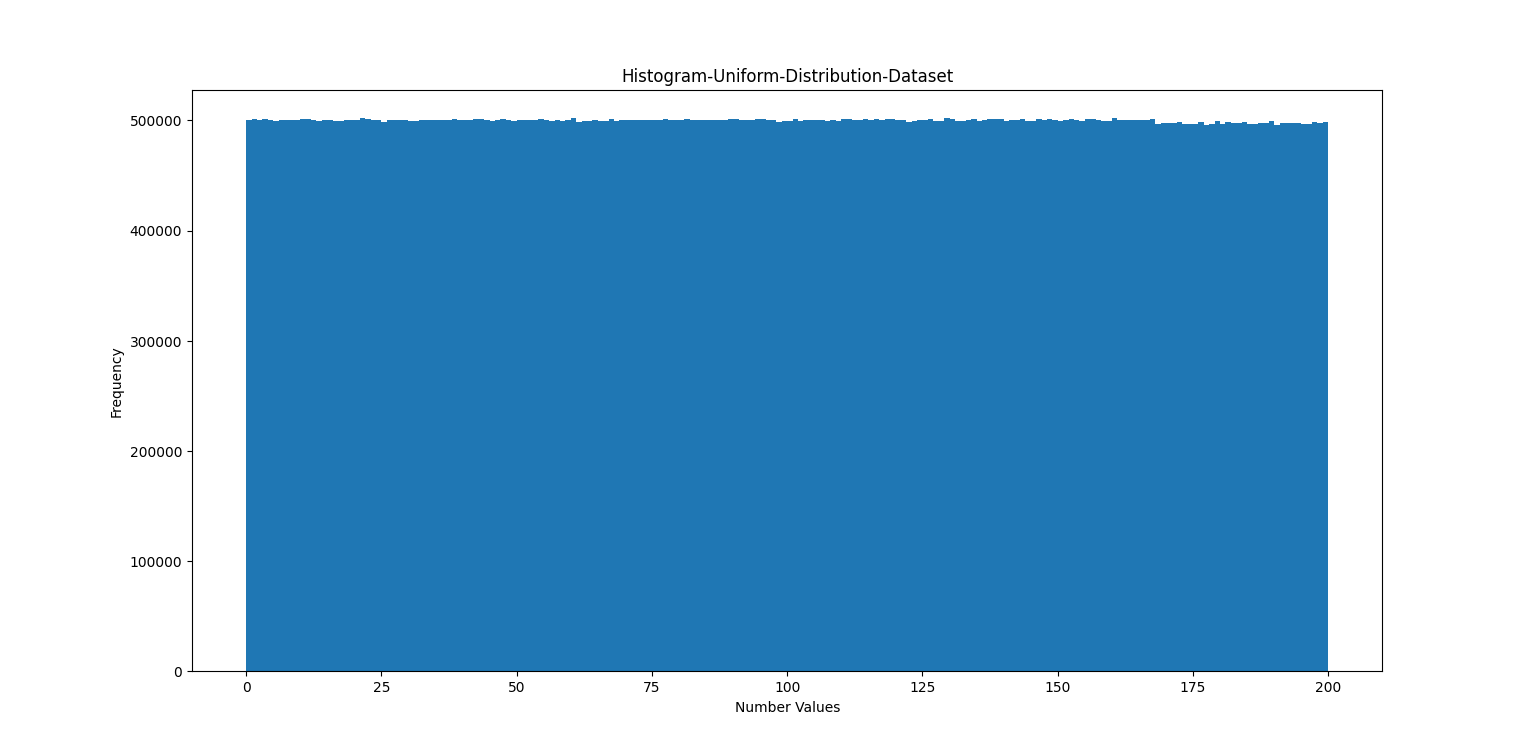 Histogram-Uniform-Distribution-Dataset
500000
400000
300000
200000
100000
0
Frequency
0 25 50 75 100 125 150 175 200
Number Values